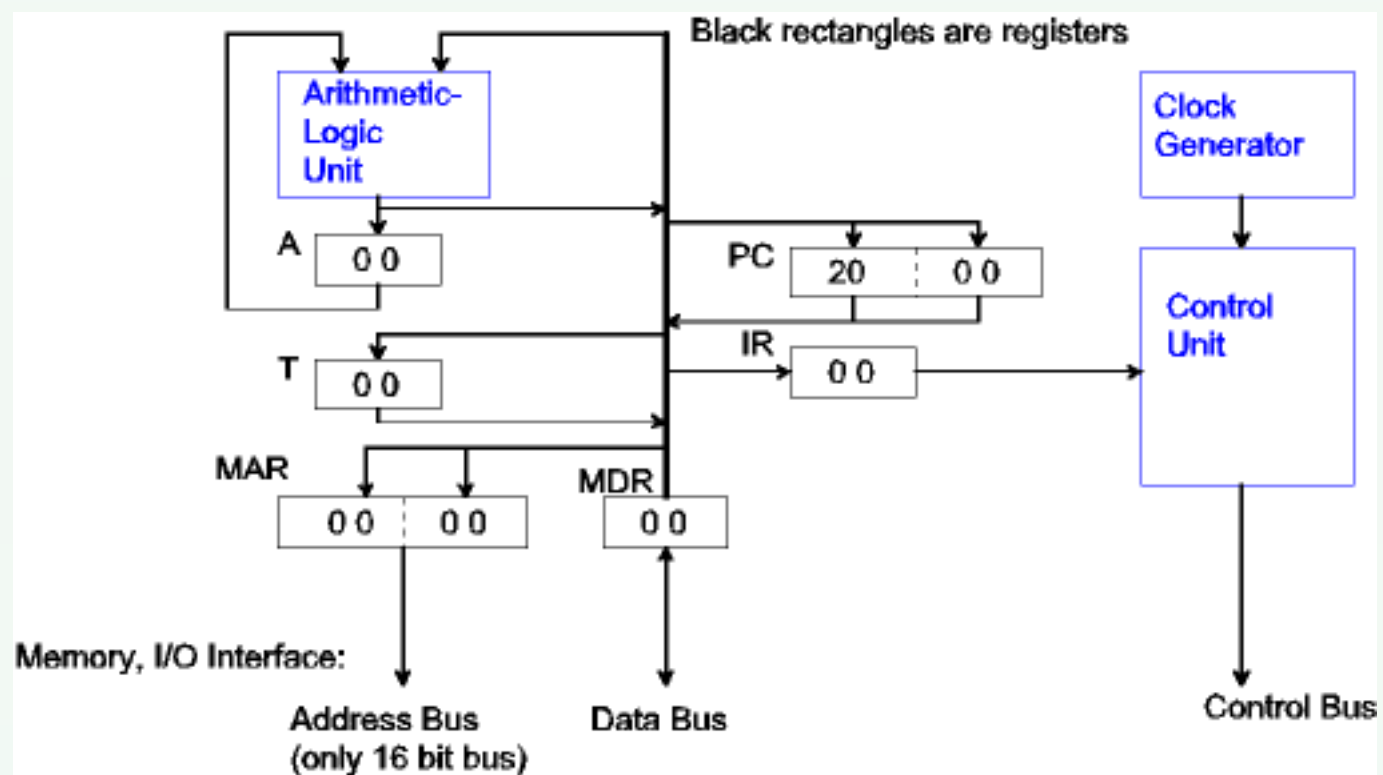 Black rectangles are registers
Arithmetic-
Logic
Unit
Clock
Generator
A
0 0
PC
20
0 0
Control
Unit
T
0 0
IR
0 0
MAR
0 0
0 0
MDR
0 0
Memory, I/O Interface:
Address Bus
(only 16 bit bus)
Data Bus
Control Bus